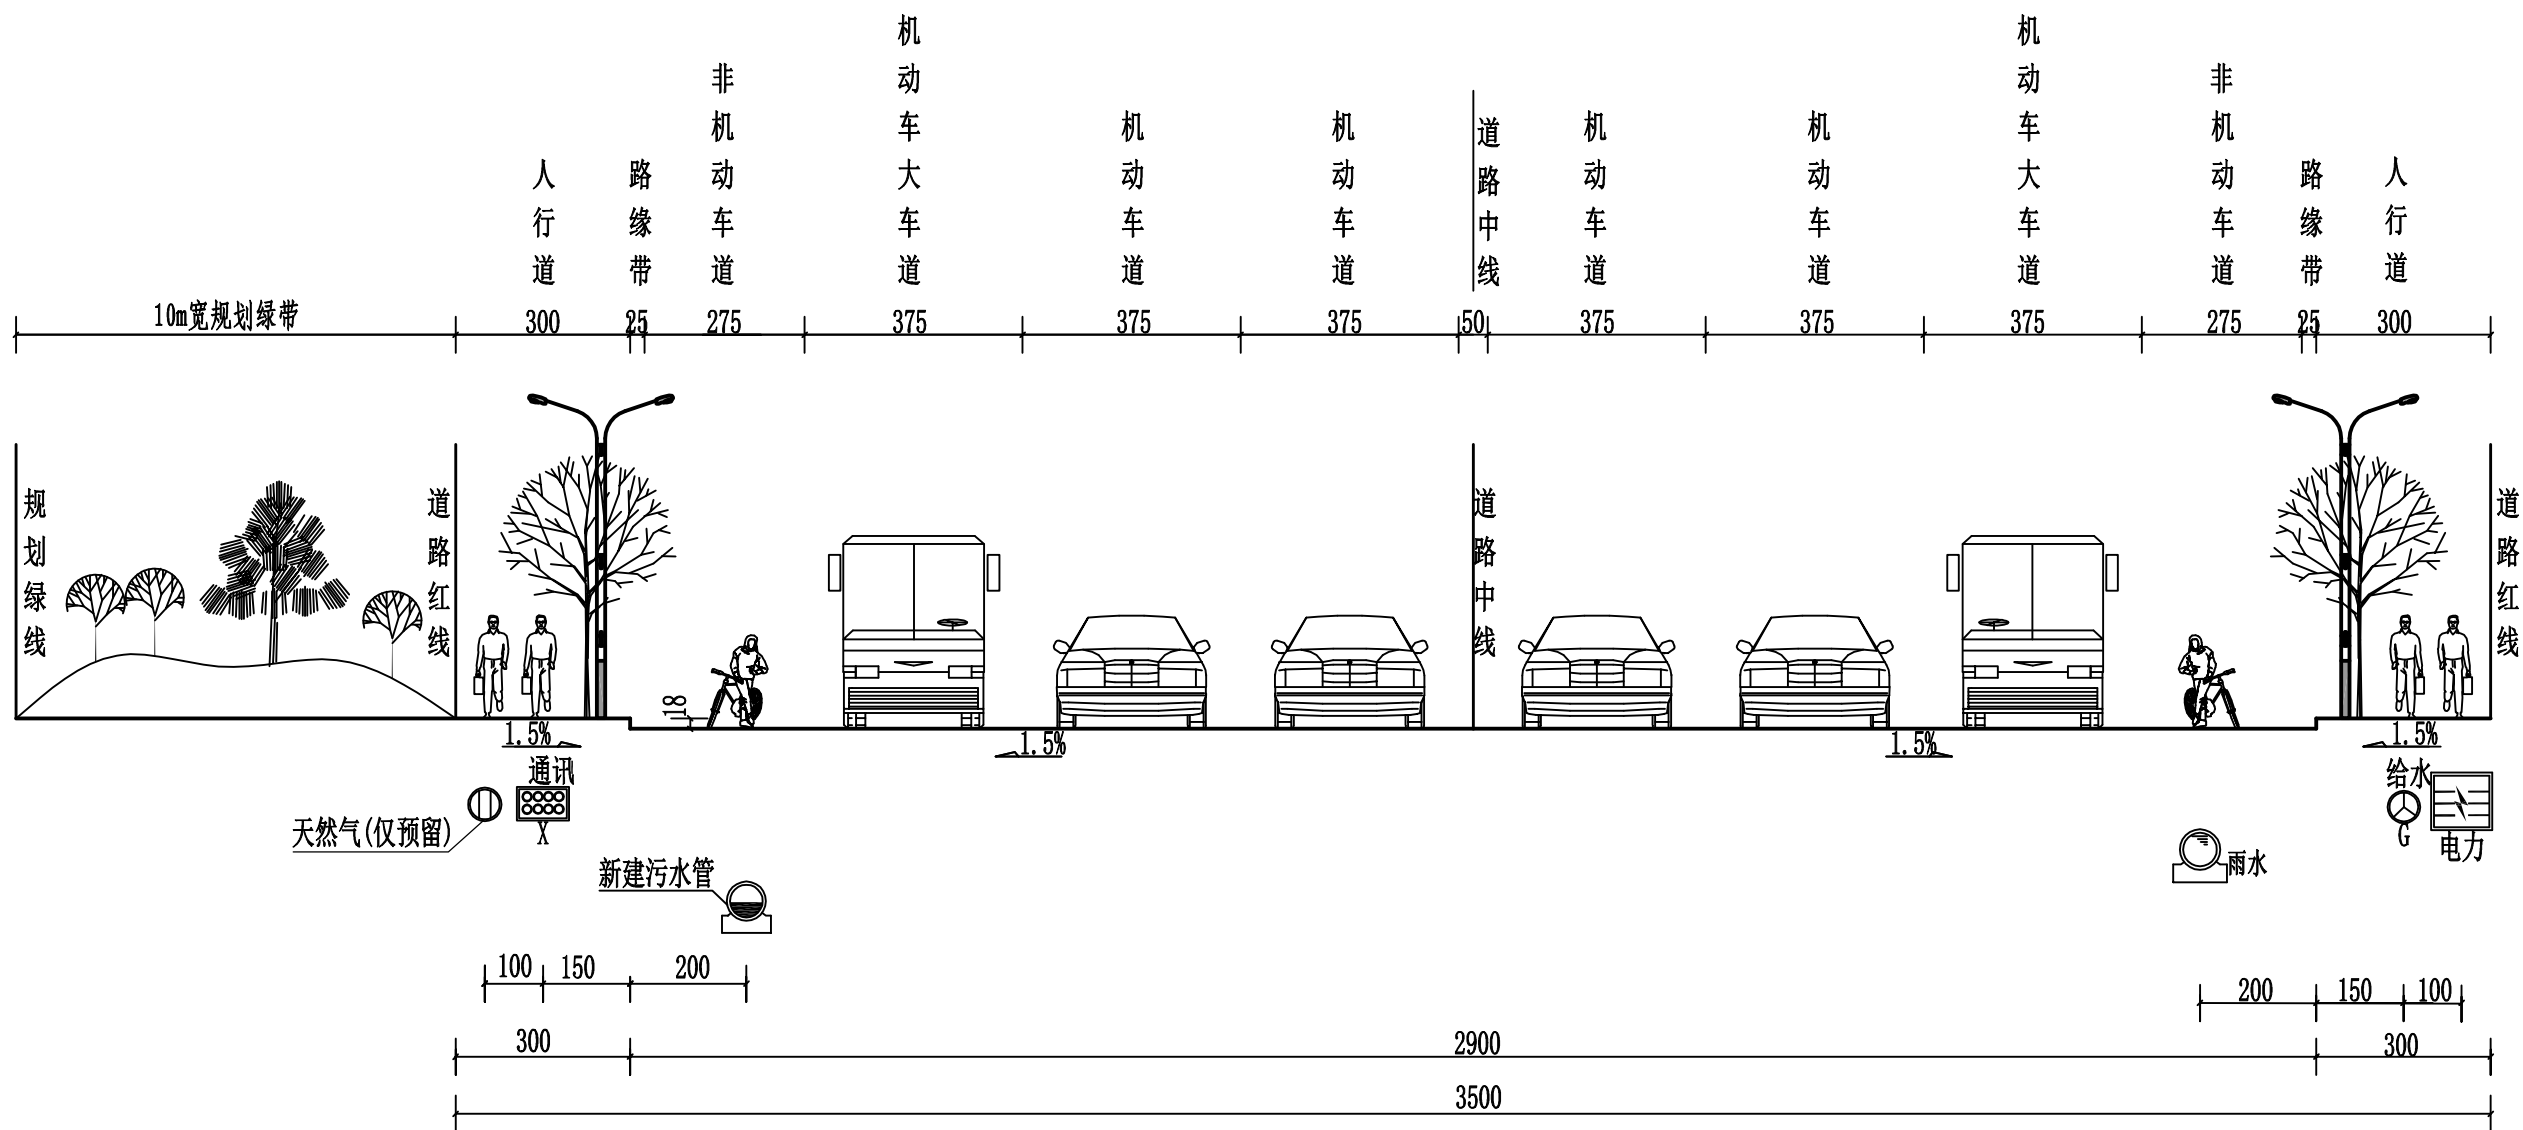 人行道
路缘带
非机动车道
机动车大车道
机动车道
机动车道
道路中线
机动车道
机动车道
机动车大车道
非机动车道
路缘带
人行道
10m宽规划绿带
300
25
275
375
375
375
50
375
375
375
275
25
300
规划绿线
道路红线
道路中线
道路红线
18
1.5%
1.5%
1.5%
1.5%
通讯
X
天然气(仅预留)
新建污水管
给水
G
电力
雨水
100
150
200
200
150
100
300
2900
300
3500